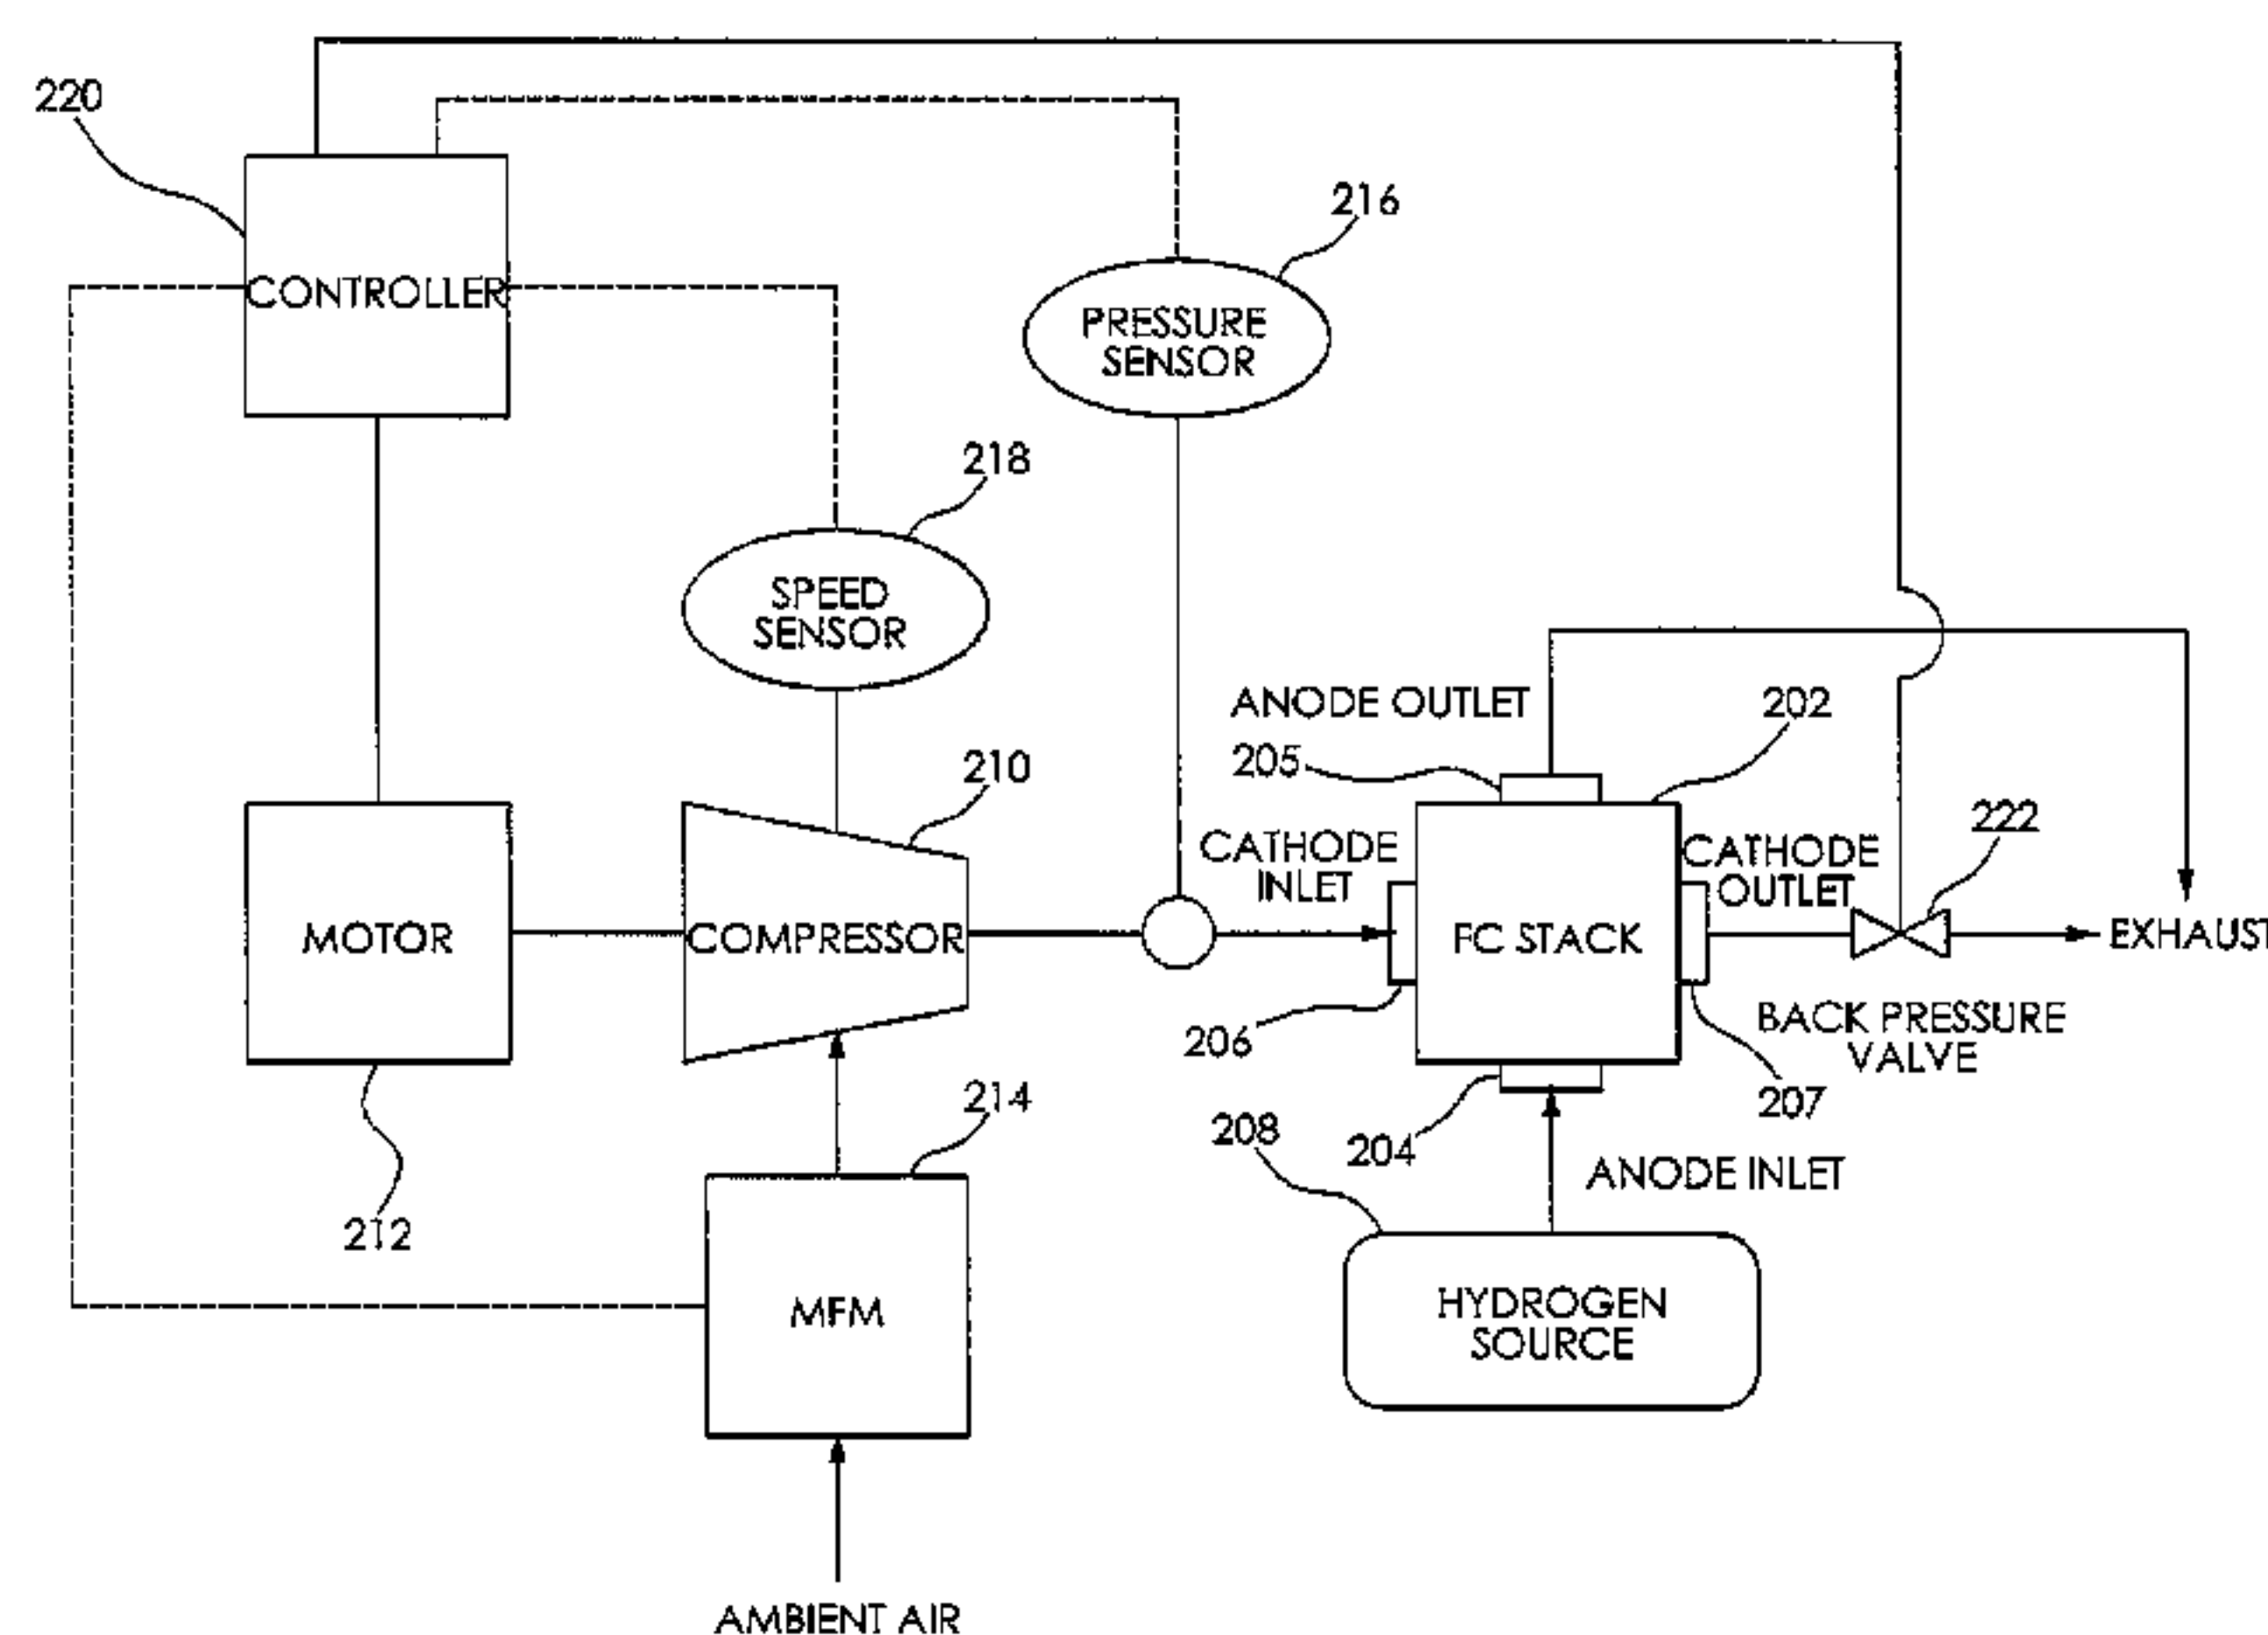 220
CONTROLLER
216
PRESSURE
SENSOR
218
SPEED
SENSOR
ANODE OUTLET
205
202
210
CATHODE
INLET
CATHODE
OUTLET
222
MOTOR
COMPRESSOR
FC STACK
EXHAUST
206
BACK PRESSURE
VALVE
207
214
208
204
ANODE INLET
212
MFM
HYDROGEN
SOURCE
AMBIENT AIR